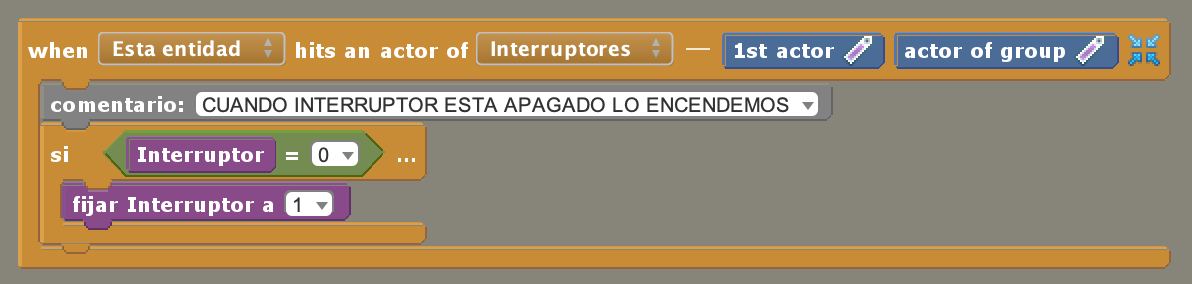 when Esta entidad hits an actor of Interruptores — 1st actor actor of group
comentario: CUANDO INTERRUPTOR ESTA APAGADO LO ENCENDEMOS
si Interruptor = 0 ...
fijar Interruptor a 1